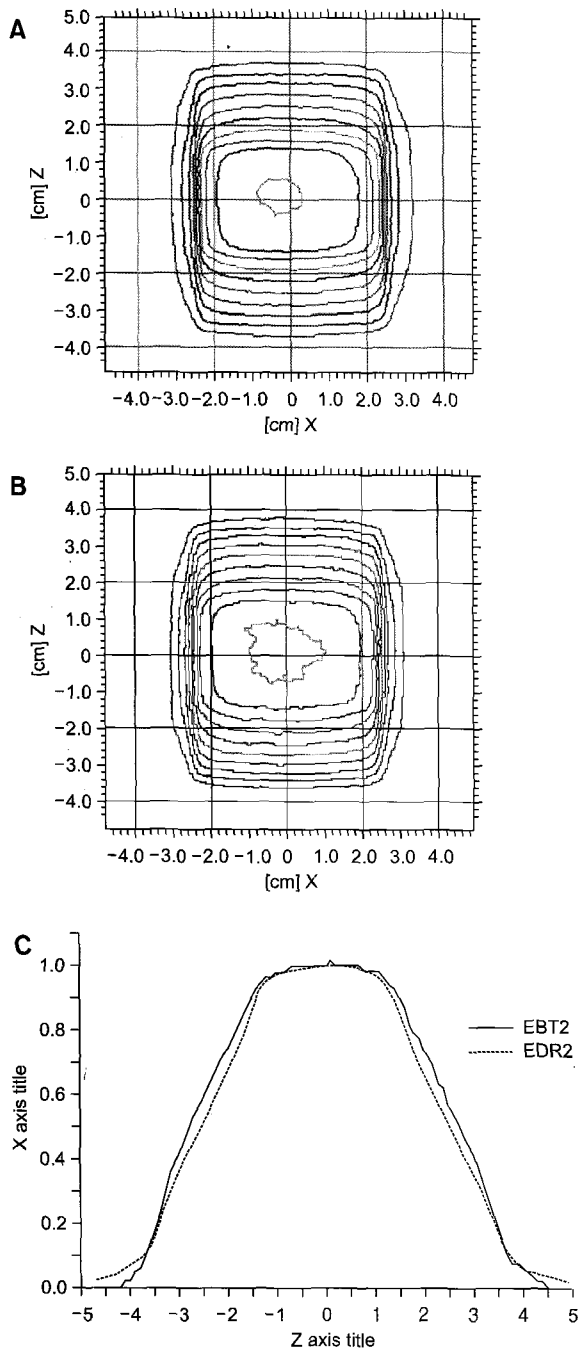 A
5.0
4.0
3.0
2.0
1.0
0
−1.0
−2.0
−3.0
−4.0
[cm] Z
−4.0 −3.0 −2.0 −1.0 0 1.0 2.0 3.0 4.0
[cm] X
B
5.0
4.0
3.0
2.0
1.0
0
−1.0
−2.0
−3.0
−4.0
[cm] Z
−4.0 −3.0 −2.0 −1.0 0 1.0 2.0 3.0 4.0
[cm] X
C
1.0
0.8
0.6
0.4
0.2
0.0
X axis title
EBT2
EDR2
−5 −4 −3 −2 −1 0 1 2 3 4 5
Z axis title